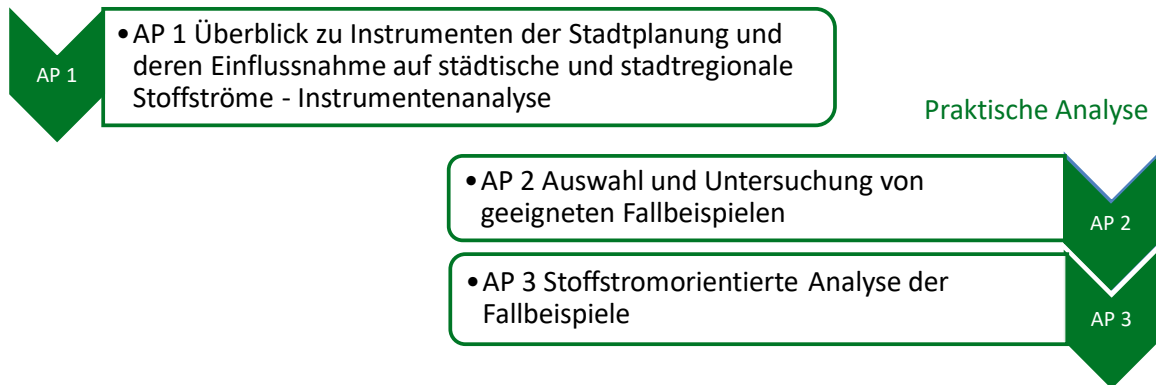 AP 1
•AP 1 Überblick zu Instrumenten der Stadtplanung und
deren Einflussnahme auf städtische und stadtregionale
Stoffströme - Instrumentenanalyse
Praktische Analyse
•AP 2 Auswahl und Untersuchung von
geeigneten Fallbeispielen
AP 2
•AP 3 Stoffstromorientierte Analyse der
Fallbeispiele
AP 3